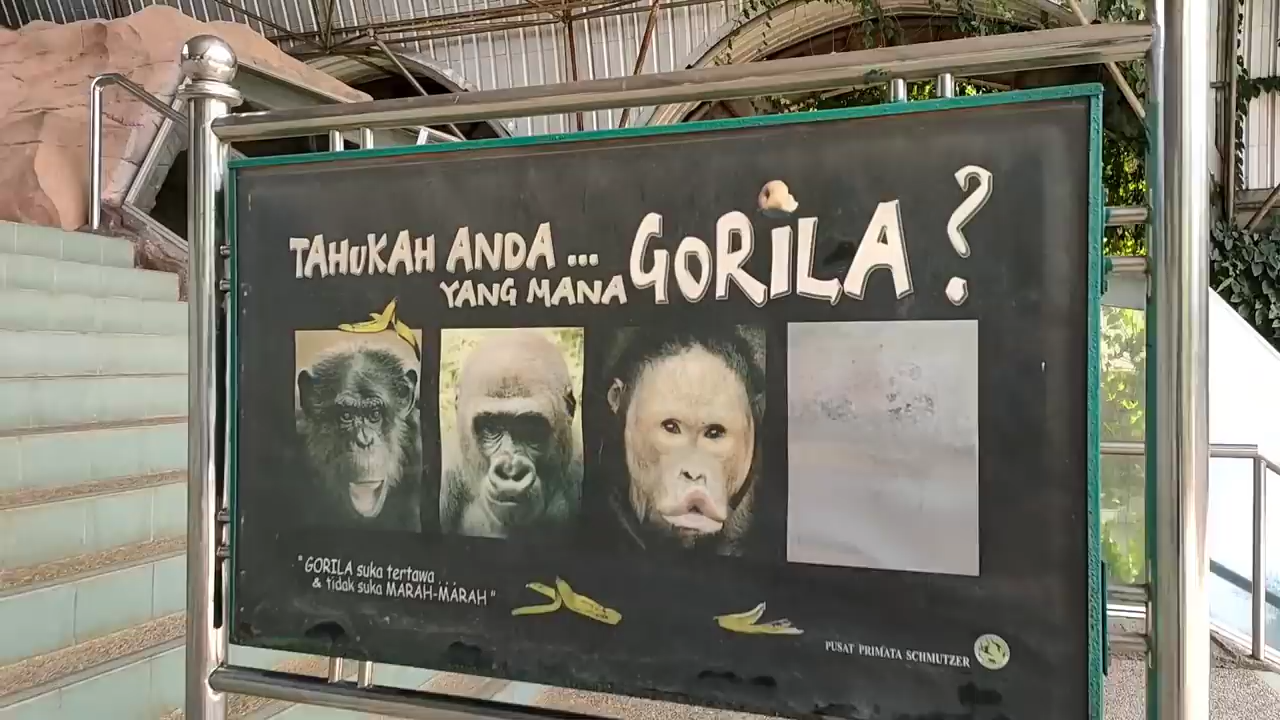 TAHUKAH ANDA...
YANG MANA GORILA?
"GORILA suka tertawa
& tidak suka MARAH-MARAH"
PUSAT PRIMATA SCHMUTZER